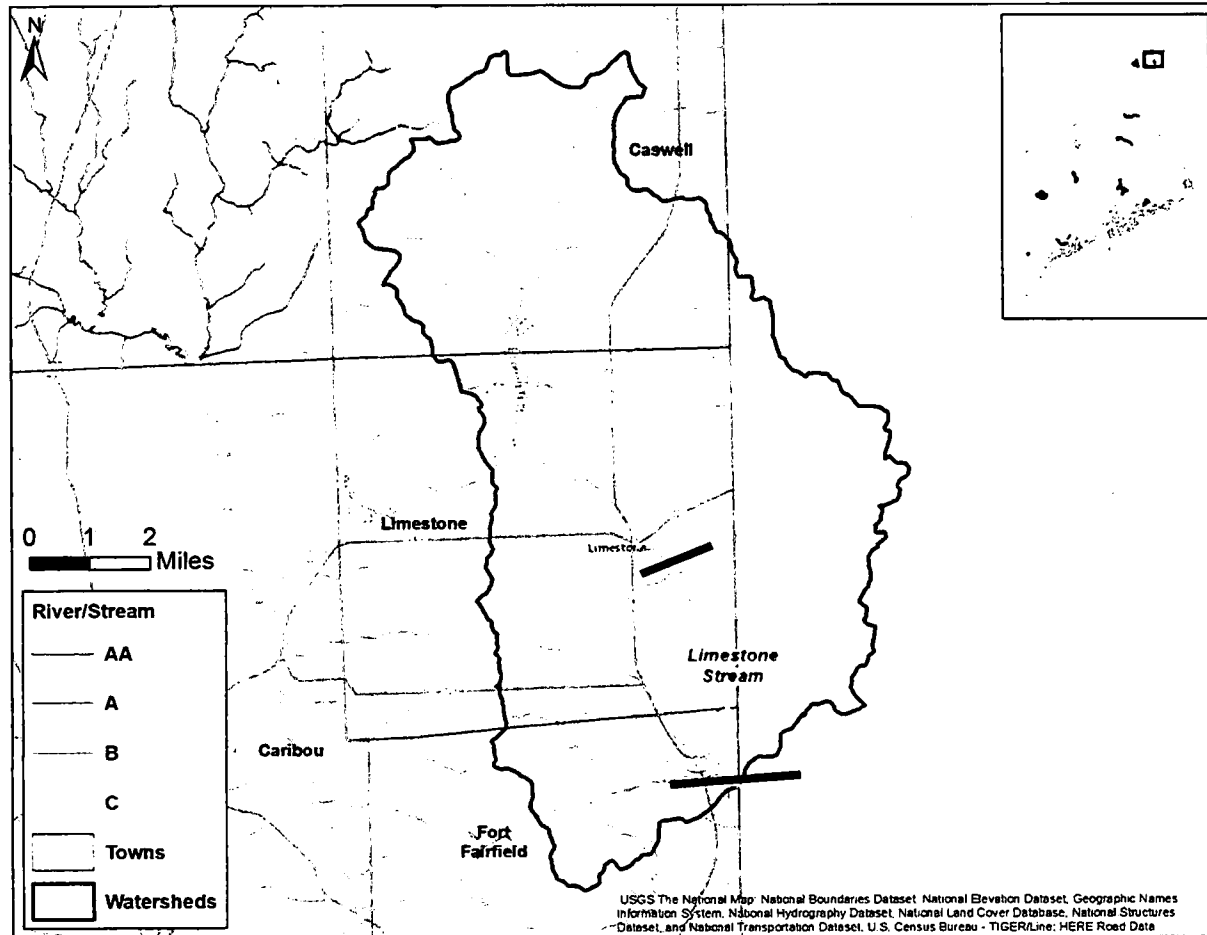 N
Caswell
Limestone
Limestone
0 1 2
Miles
River/Stream
AA
A
B
C
Towns
Watersheds
Limestone
Stream
Caribou
Fort
Fairfield
USGS The National Map: National Boundaries Dataset, National Elevation Dataset, Geographic Names
Information System, National Hydrography Dataset, National Land Cover Database, National Structures
Dataset, and National Transportation Dataset, U.S. Census Bureau - TIGER/Line; HERE Road Data